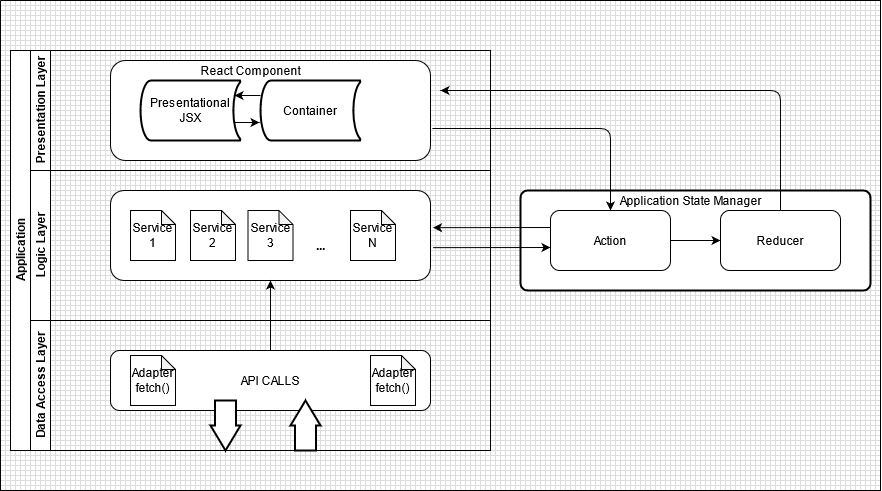 Application
Presentation Layer
React Component
Presentational
JSX
Container
Logic Layer
Service
1
Service
2
Service
3
...
Service
N
Application State Manager
Action
Reducer
Data Access Layer
Adapter
fetch()
API CALLS
Adapter
fetch()